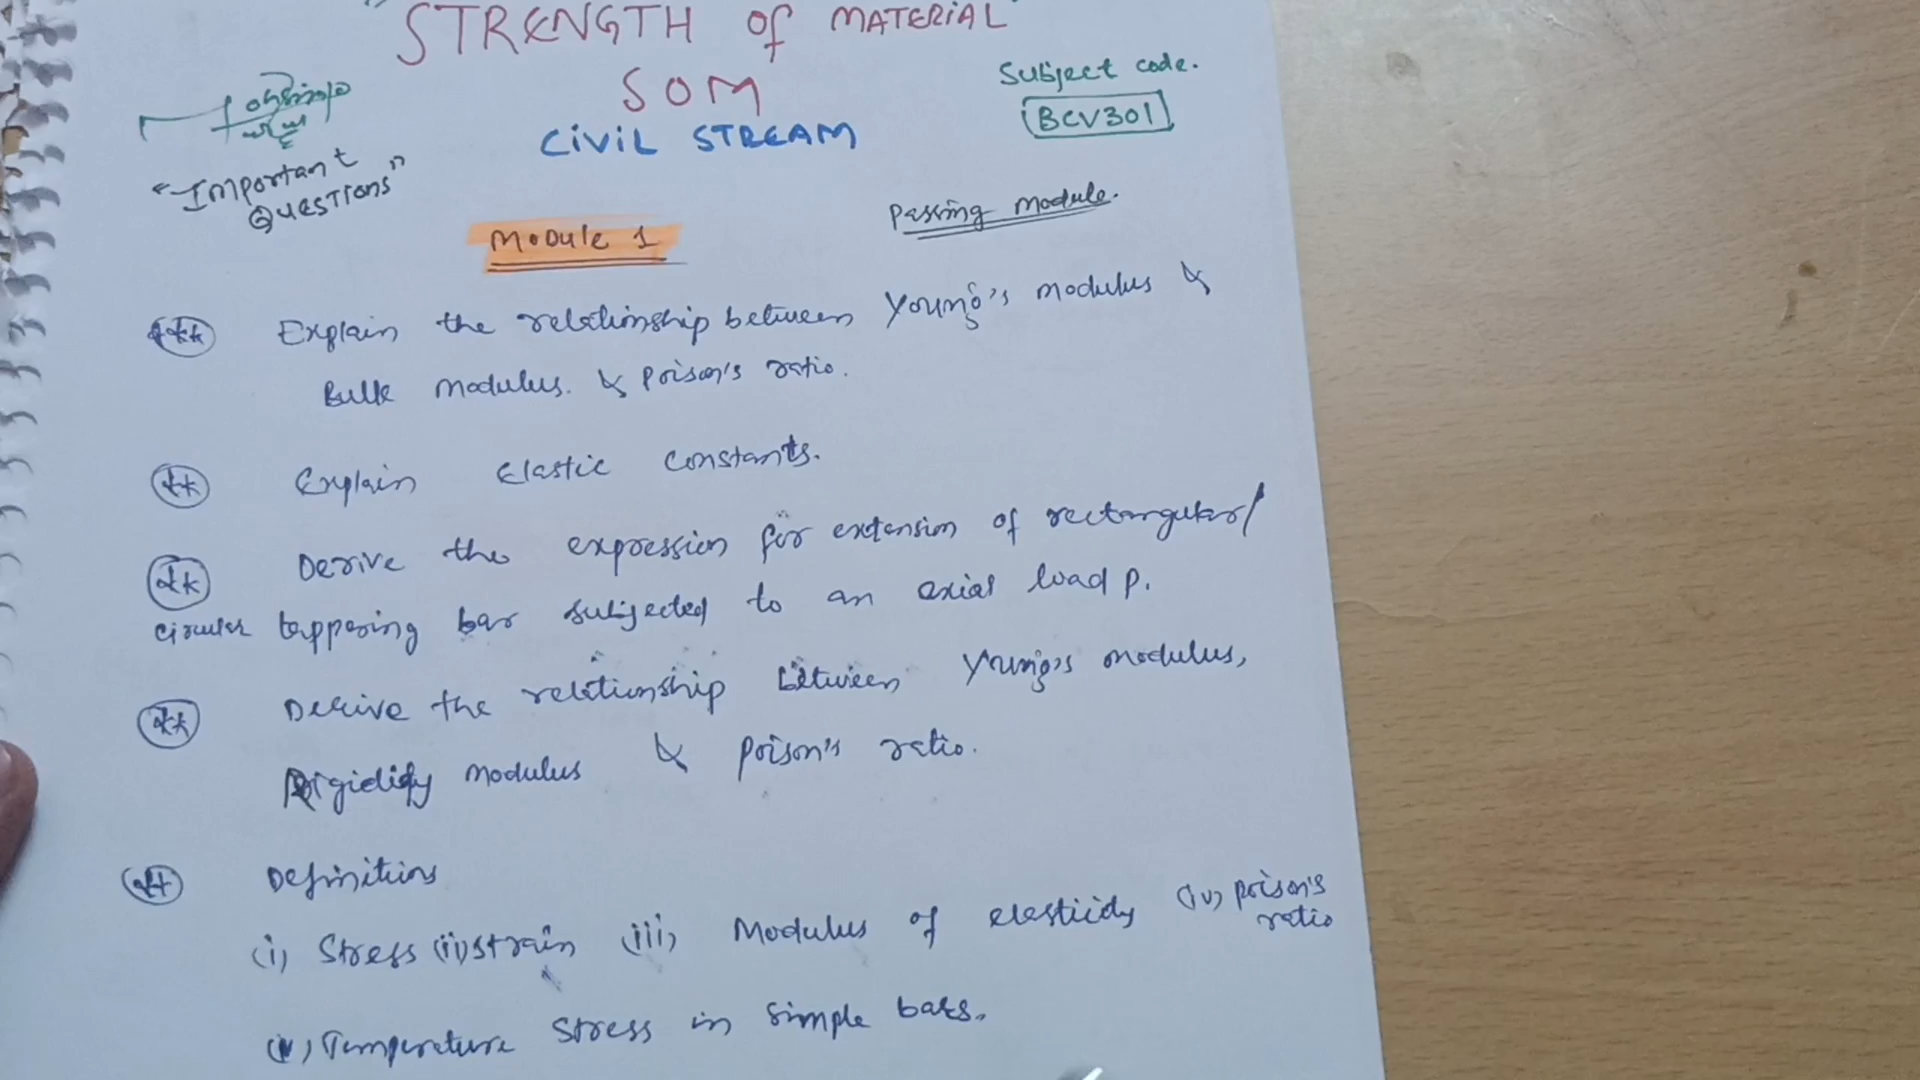 STRENGTH of MATERIAL
SOM
CiViL STREAM
Subject code.
BCV301
"Important
Questions"
Module 1
Passing module.
*** Explain the relationship between Young's modulus &
Bulk modulus. & Poison's ratio.
** Explain Elastic constants.
** Derive the expression for extension of rectangular/
circular tapparing bar subjected to an axial load p.
** Derive the relationship between Young's modulus,
Rigidity modulus & poison's ratio.
** Definitions
(i) Stress (ii) strain (iii) Modulus of elasticity (iv) poison's
ratio
(v) Temperature stress in simple bars.